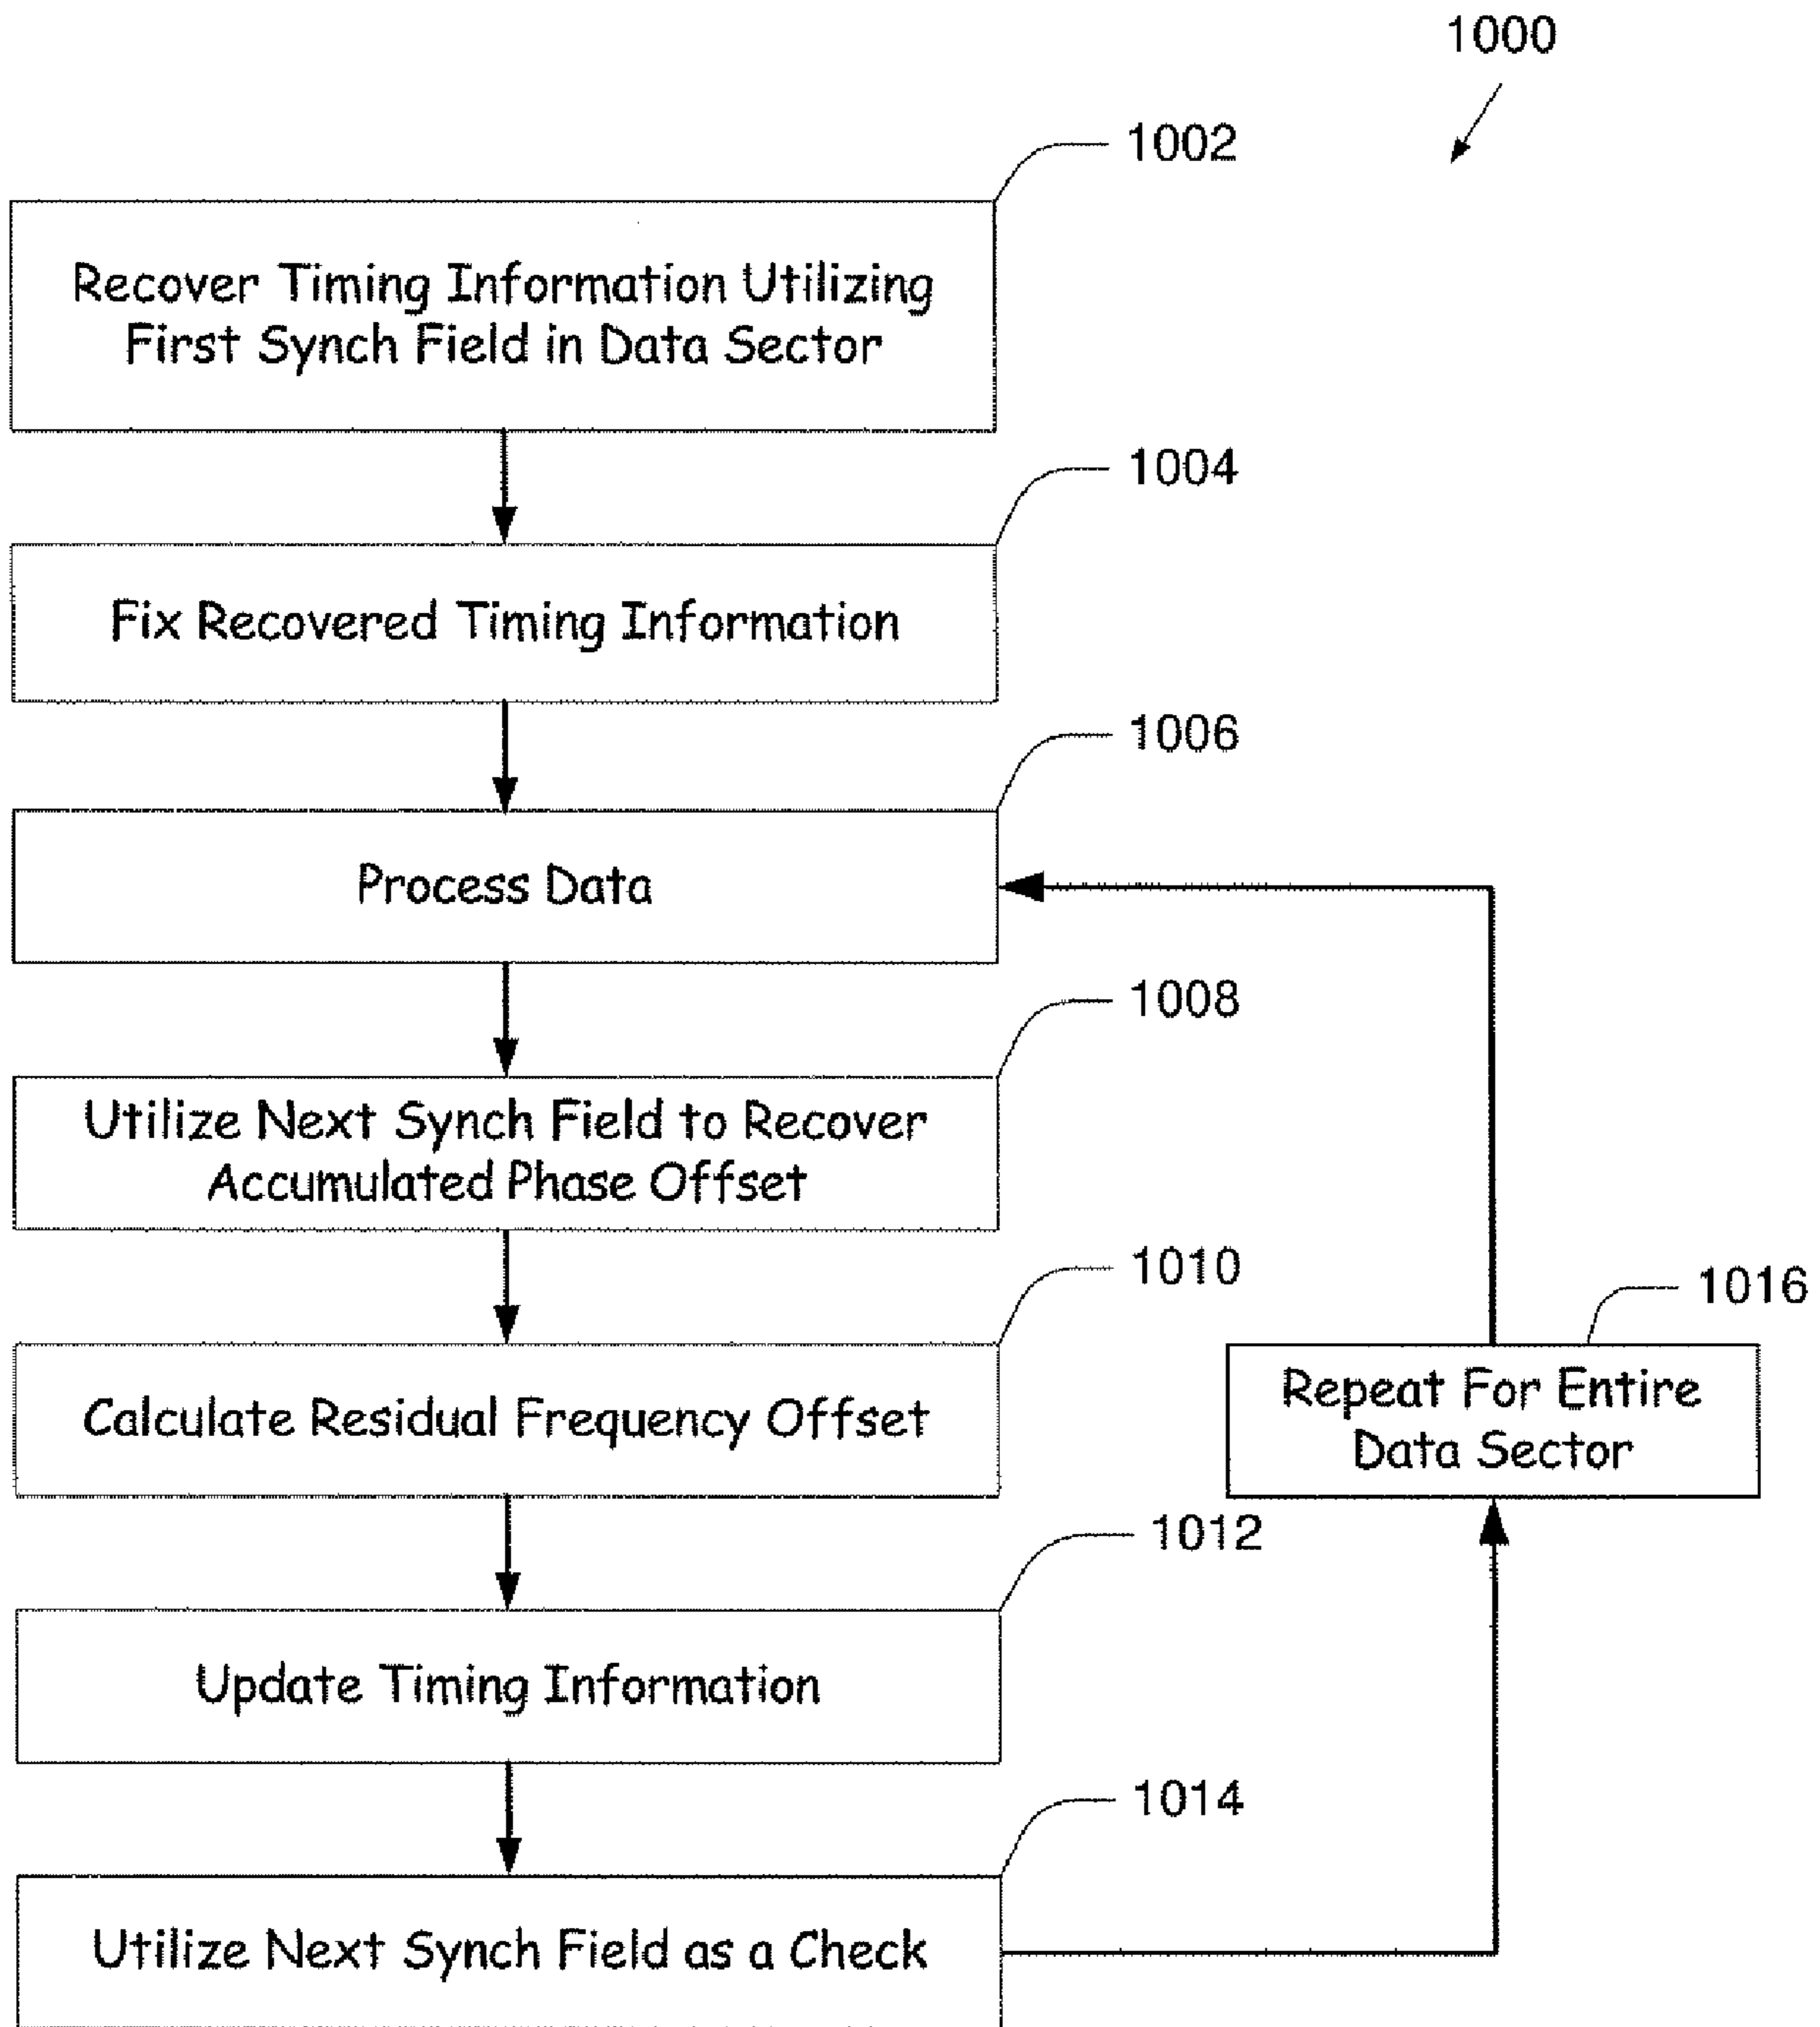 1000
1002
Recover Timing Information Utilizing
First Synch Field in Data Sector
1004
Fix Recovered Timing Information
1006
Process Data
1008
Utilize Next Synch Field to Recover
Accumulated Phase Offset
1010
Calculate Residual Frequency Offset
1016
Repeat For Entire
Data Sector
1012
Update Timing Information
1014
Utilize Next Synch Field as a Check